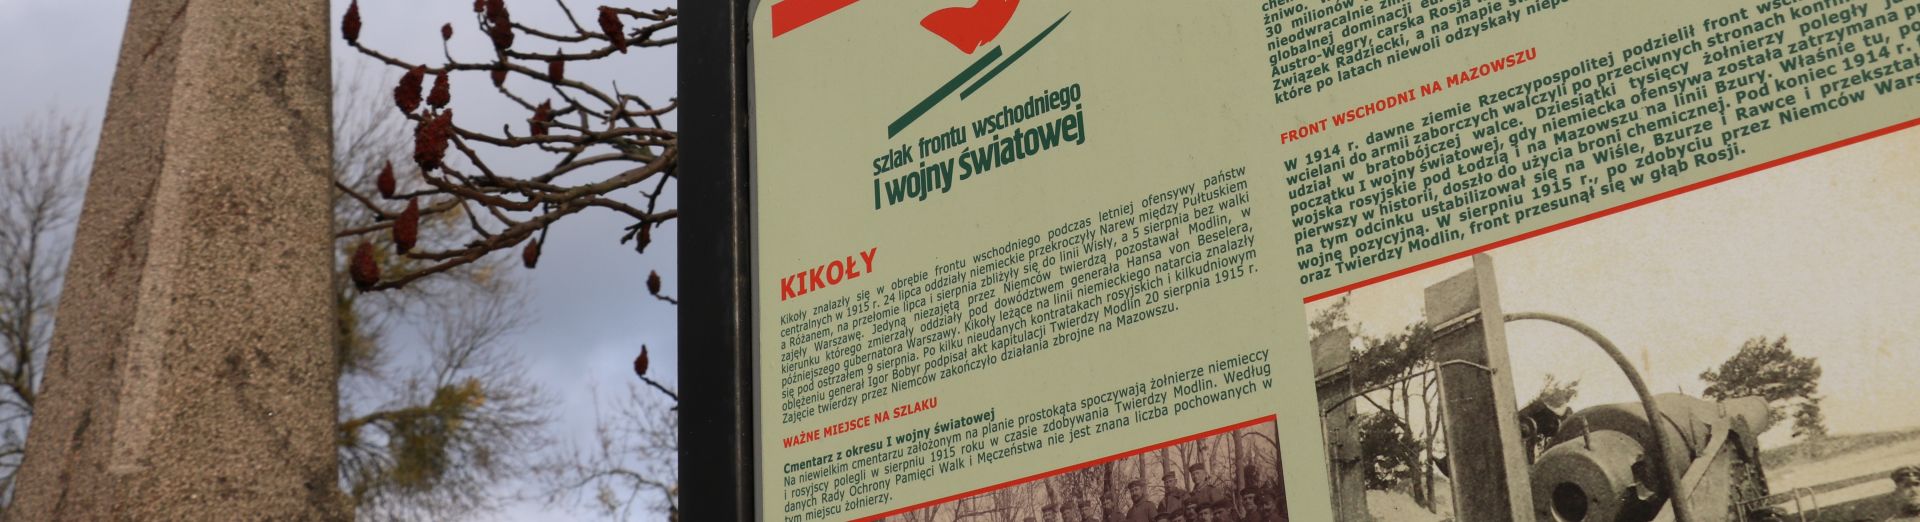 szlak frontu wschodniego
I wojny światowej
KIKOŁY
Kikoły znalazły się w obrębie frontu wschodniego podczas letniej ofensywy państw
centralnych w 1915 r. 24 lipca oddziały niemieckie przekroczyły Narew między Pułtuskiem
a Różanem, na przełomie lipca i sierpnia zbliżyły się do linii Wisły, a 5 sierpnia bez walki
zajęły Warszawę. Jedyną niezajętą przez Niemców twierdzą pozostawał Modlin, w
kierunku którego zmierzały oddziały pod dowództwem generała Hansa von Beselera,
późniejszego gubernatora Warszawy. Kikoły leżące na linii niemieckiego natarcia znalazły
się pod ostrzałem 9 sierpnia. Po kilku nieudanych kontratakach rosyjskich i kilkudniowym
oblężeniu generał Igor Bobyr podpisał akt kapitulacji Twierdzy Modlin 20 sierpnia 1915 r.
Zajęcie twierdzy przez Niemców zakończyło działania zbrojne na Mazowszu.
WAŻNE MIEJSCE NA SZLAKU
Cmentarz z okresu I wojny światowej
Na niewielkim cmentarzu założonym na planie prostokąta spoczywają żołnierze niemieccy
i rosyjscy polegli w sierpniu 1915 roku w czasie zdobywania Twierdzy Modlin. Według
danych Rady Ochrony Pamięci Walk i Męczeństwa nie jest znana liczba pochowanych w
tym miejscu żołnierzy.
żniwo.
30 milionów
nieodwracalnie
globalnej dominacji
Austro-Węgry, carska Rosja
Związek Radziecki, a na mapie
które po latach niewoli odzyskały
FRONT WSCHODNI NA MAZOWSZU
W 1914 r. dawne ziemie Rzeczypospolitej podzielił front
wcielani do armii zaborczych walczyli po przeciwnych stronach
udział w bratobójczej walce. Dziesiątki tysięcy żołnierzy poległy
początku I wojny światowej, gdy niemiecka ofensywa została zatrzymana
wojska rosyjskie pod Łodzią i na Mazowszu na linii Bzury. Właśnie tu,
pierwszy w historii, doszło do użycia broni chemicznej. Pod koniec 1914 r.
na tym odcinku ustabilizował się na Wiśle, Bzurze i Rawce i
wojnę pozycyjną. W sierpniu 1915 r., po zdobyciu przez Niemców
oraz Twierdzy Modlin, front przesunął się w głąb Rosji.